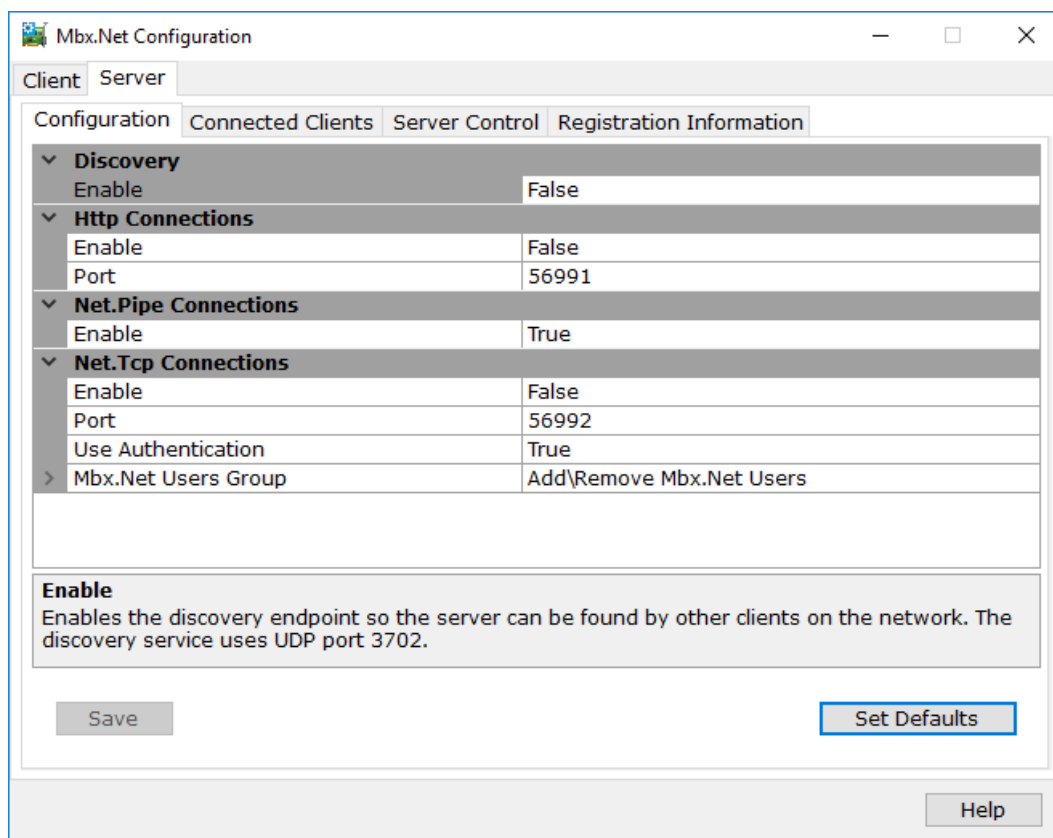 Mbx.Net Configuration
Client Server
Configuration Connected Clients Server Control Registration Information
Discovery
Enable False
Http Connections
Enable False
Port 56991
Net.Pipe Connections
Enable True
Net.Tcp Connections
Enable False
Port 56992
Use Authentication True
Mbx.Net Users Group Add\Remove Mbx.Net Users
Enable
Enables the discovery endpoint so the server can be found by other clients on the network. The
discovery service uses UDP port 3702.
Save Set Defaults
Help